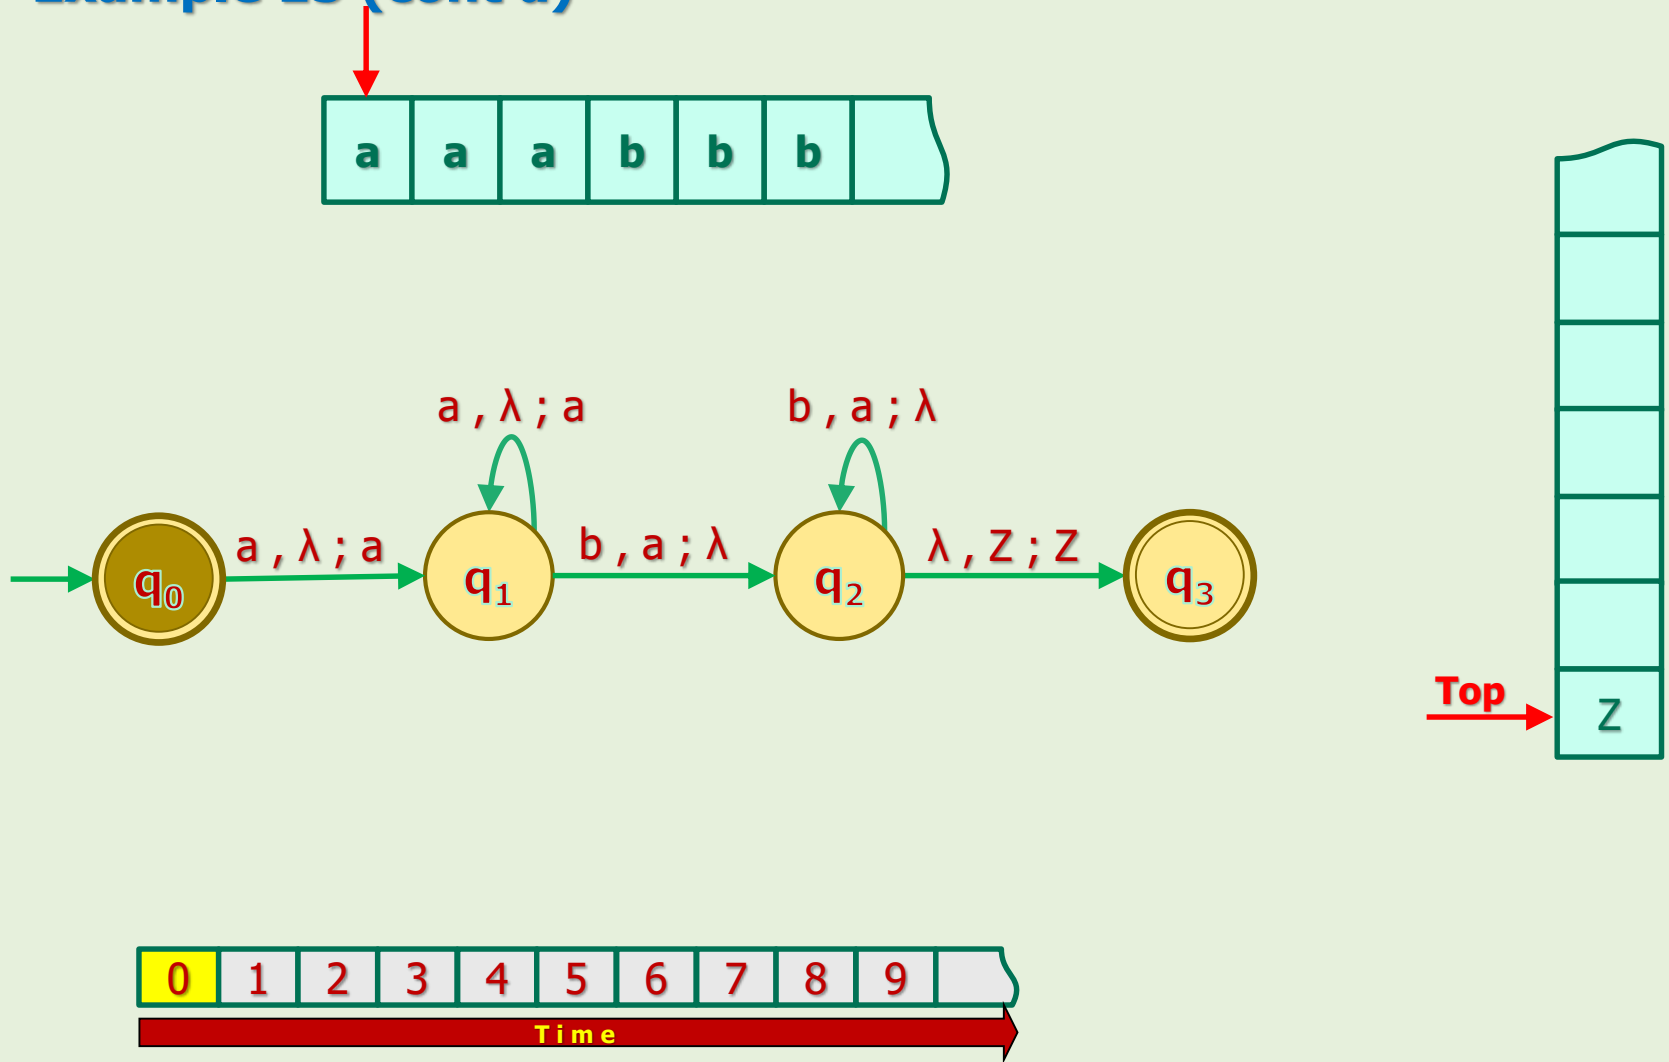 a a a b b b
a,λ;a b,a;λ
a,λ;a b,a;λ λ,Z;Z
q0 q1 q2 q3
Top
Z
0 1 2 3 4 5 6 7 8 9
Time